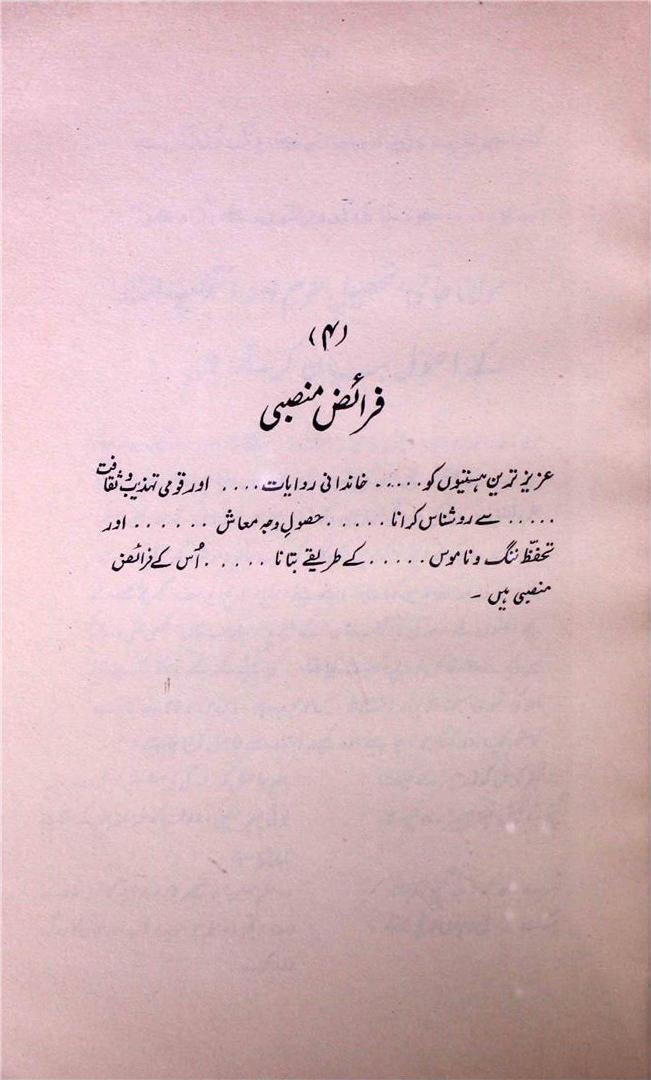 (۴)
فرائض منصبی
عزیز ترین ہستیوں کو ..... خاندانی روایات .... اور قومی تہذیب و ثقافت
..... سے روشناس کرانا ..... حصولِ وجہ معاش ...... اور
تحفّظ ننگ و ناموس ..... کے طریقے بتانا ..... اُس کے فرائض
منصبی ہیں ۔